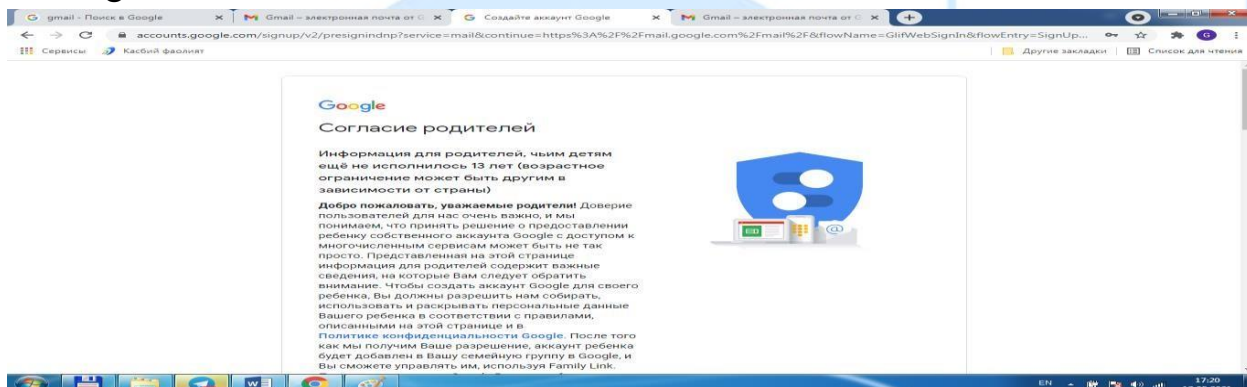 gmail - Поиск в Google
Gmail – электронная почта от G
Создайте аккаунт Google
Gmail – электронная почта от G
accounts.google.com/signup/v2/presignindnp?service=mail&continue=https%3A%2F%2Fmail.google.com%2Fmail%2F&flowName=GlifWebSignIn&flowEntry=SignUp...
G
Сервисы
Касбий фаолият
Другие закладки
Список для чтения
Google
Согласие родителей
Информация для родителей, чьим детям
ещё не исполнилось 13 лет (возрастное
ограничение может быть другим в
зависимости от страны)
Добро пожаловать, уважаемые родители! Доверие
пользователей для нас очень важно, и мы
понимаем, что принять решение о предоставлении
ребенку собственного аккаунта Google с доступом к
многочисленным сервисам может быть не так
просто. Представленная на этой странице
информация для родителей содержит важные
сведения, на которые Вам следует обратить
внимание. Чтобы создать аккаунт Google для своего
ребенка, Вы должны разрешить нам собирать,
использовать и раскрывать персональные данные
Вашего ребенка в соответствии с правилами,
описанными на этой странице и в
Политике конфиденциальности Google. После того
как мы получим Ваше разрешение, аккаунт ребенка
будет добавлен в Вашу семейную группу в Google, и
Вы сможете управлять им, используя Family Link.
EN
17:20